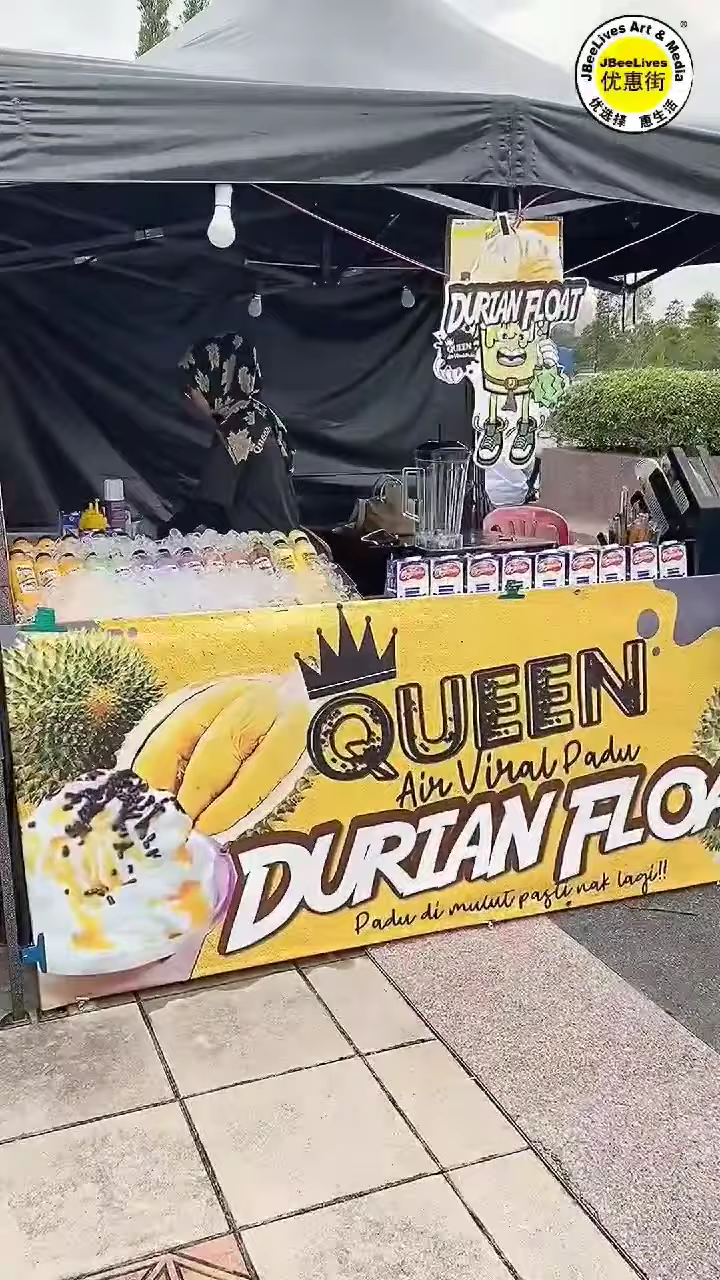 JBeeLives Art & Media
®
JBeeLives
优惠街
优选择 惠生活
DURIAN FLOAT
QUEEN
QUEEN
Air Viral Padu
DURIAN FLOA
Padu di mulut pasti nak lagi!!